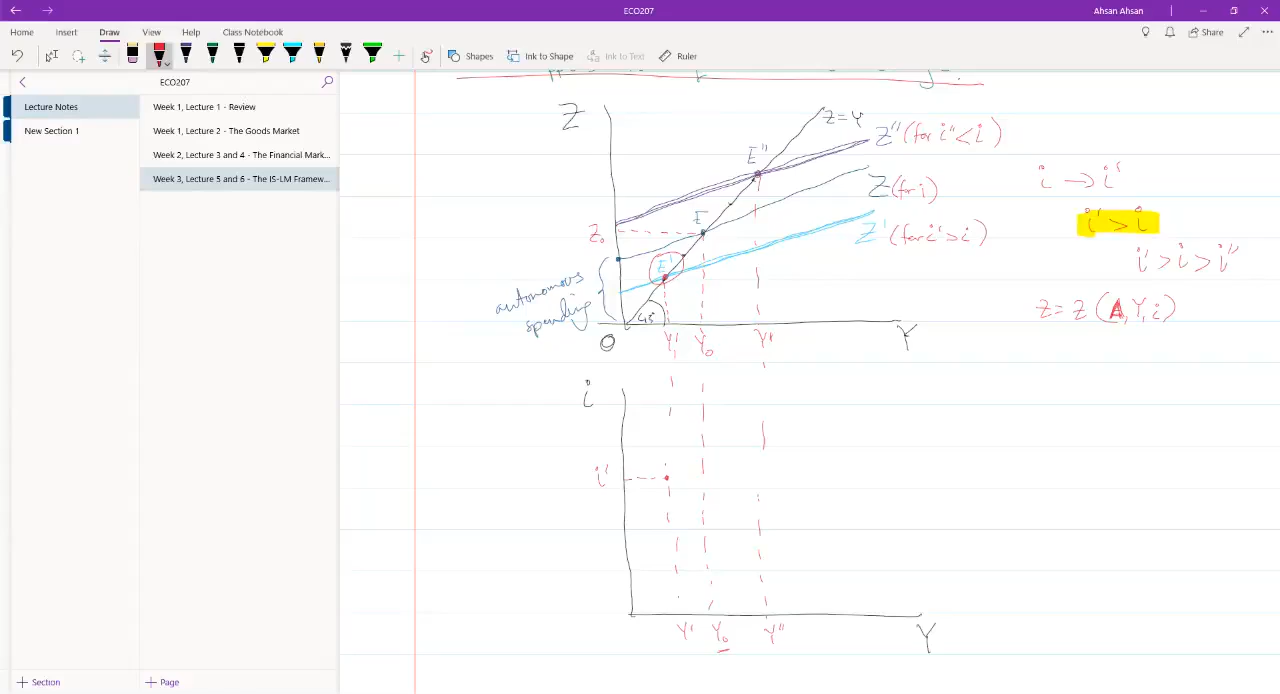 ECO207
Ahsan Ahsan
Home Insert Draw View Help Class Notebook
Share
Shapes Ink to Shape Ink to Text Ruler
ECO207
Lecture Notes
New Section 1
Week 1, Lecture 1 - Review
Week 1, Lecture 2 - The Goods Market
Week 2, Lecture 3 and 4 - The Financial Mark...
Week 3, Lecture 5 and 6 - The IS-LM Framew...
Z
Z=Y
Z'' (for i'' < i)
E''
i → i'
Z (for i)
E
Z₀
i' > i
Z' (for i' > i)
E'
i' > i > i''
autonomous
spending
Z = Z (A, Y, i)
45
O
Y'
Y₀
Y''
Y
i
i'
Y'
Y₀
Y''
Y
Section
Page